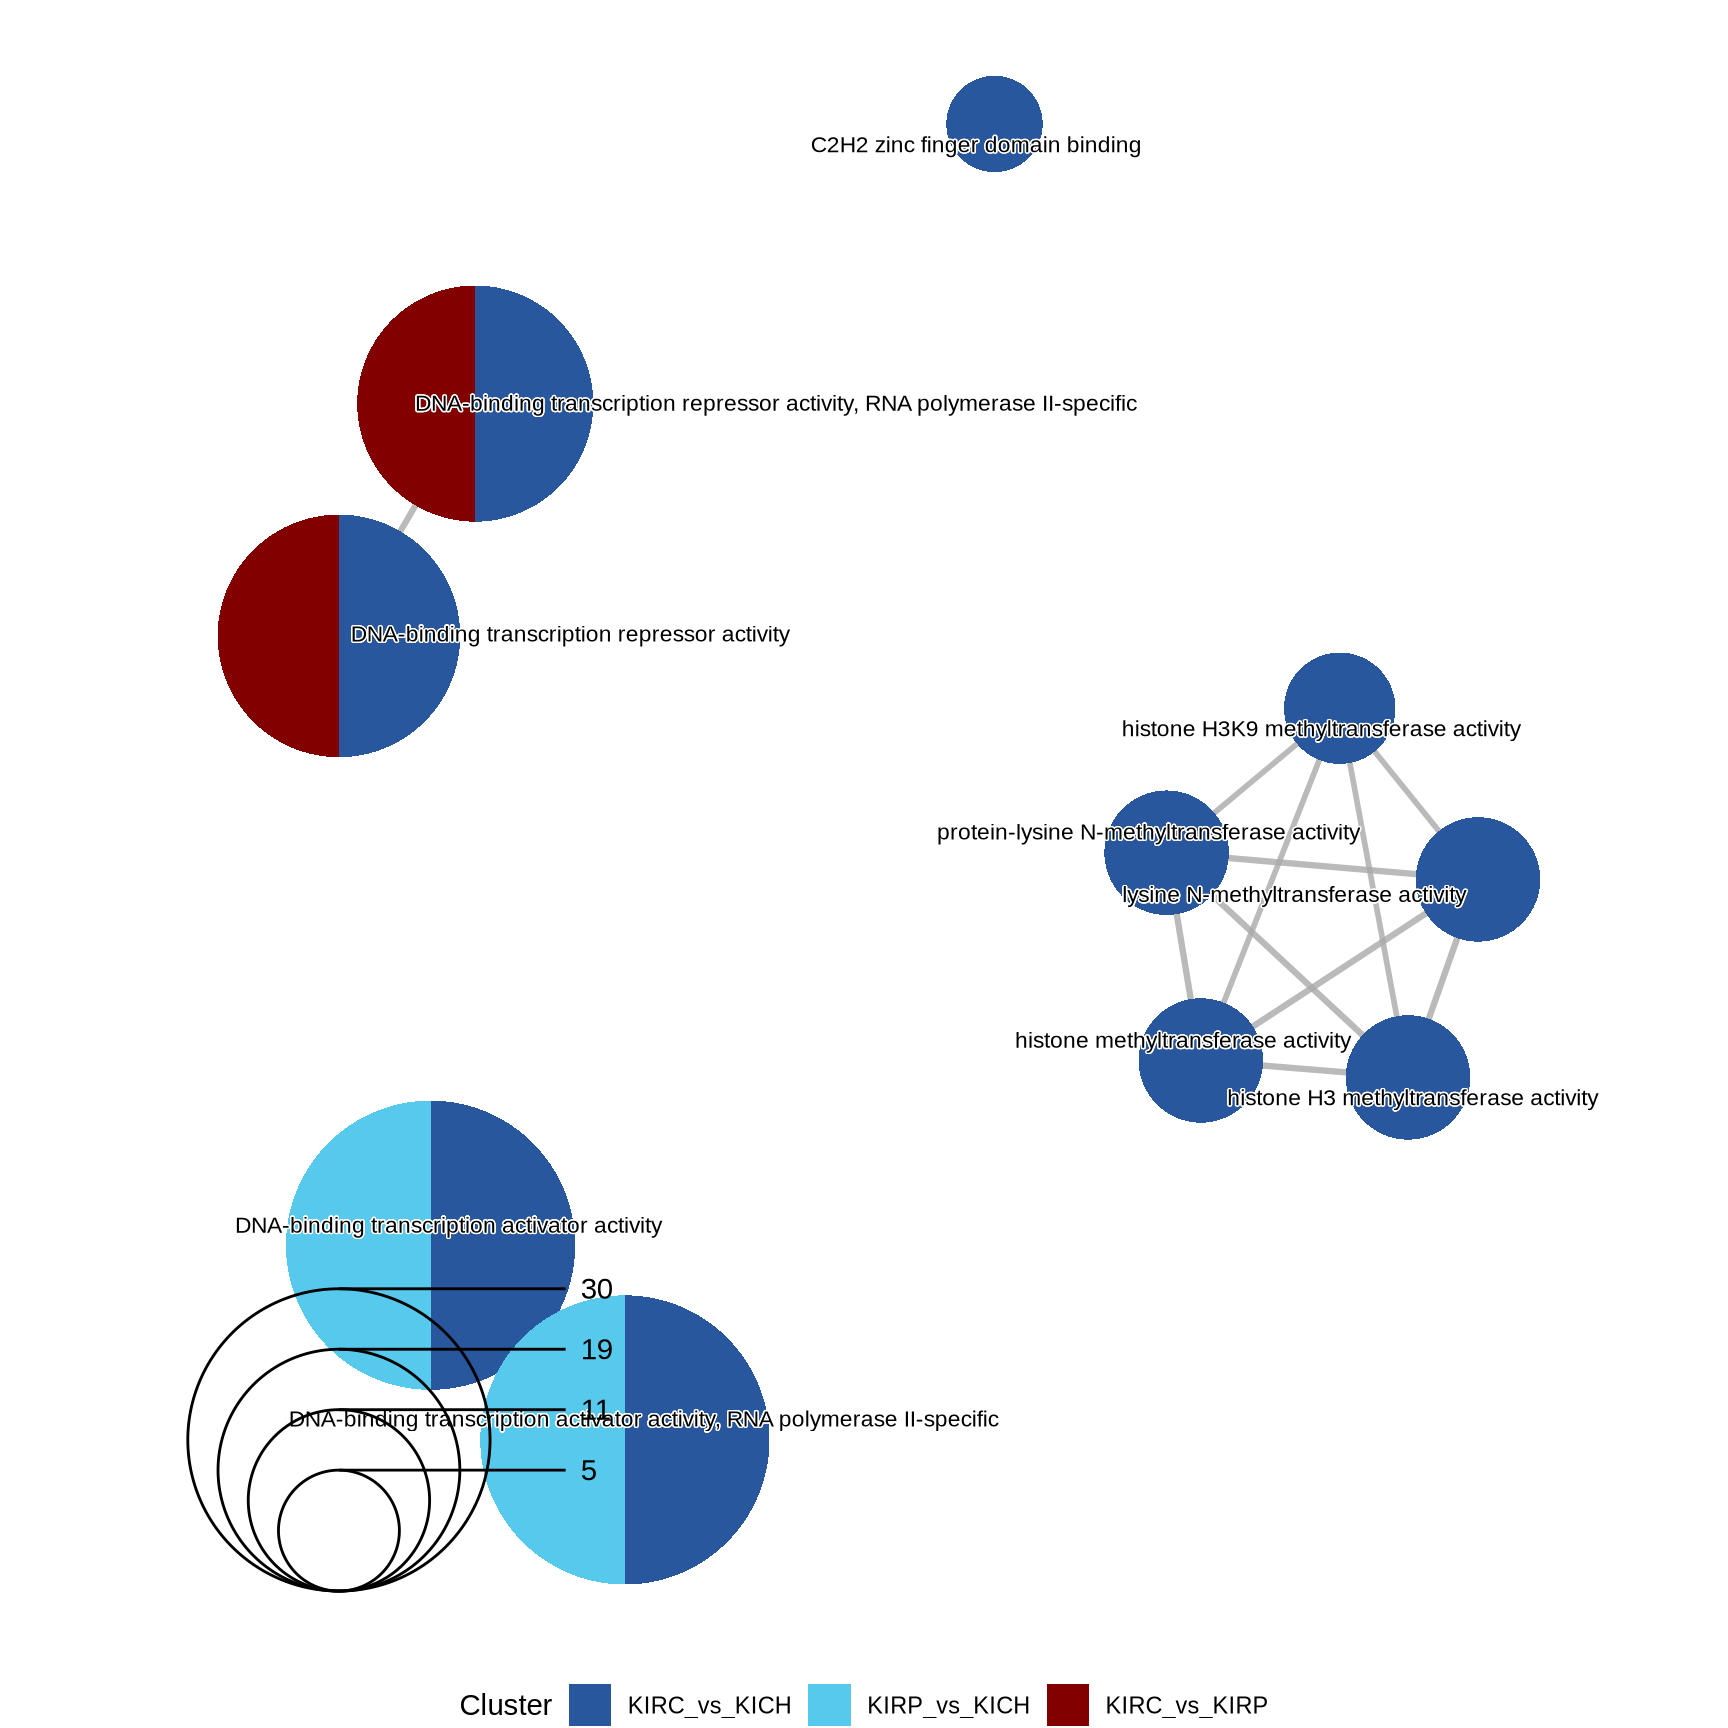 C2H2 zinc finger domain binding
DNA-binding transcription repressor activity, RNA polymerase II-specific
DNA-binding transcription repressor activity
histone H3K9 methyltransferase activity
protein-lysine N-methyltransferase activity
lysine N-methyltransferase activity
histone methyltransferase activity
histone H3 methyltransferase activity
DNA-binding transcription activator activity
30
19
11
DNA-binding transcription activator activity, RNA polymerase II-specific
5
Cluster KIRC_vs_KICH KIRP_vs_KICH KIRC_vs_KIRP